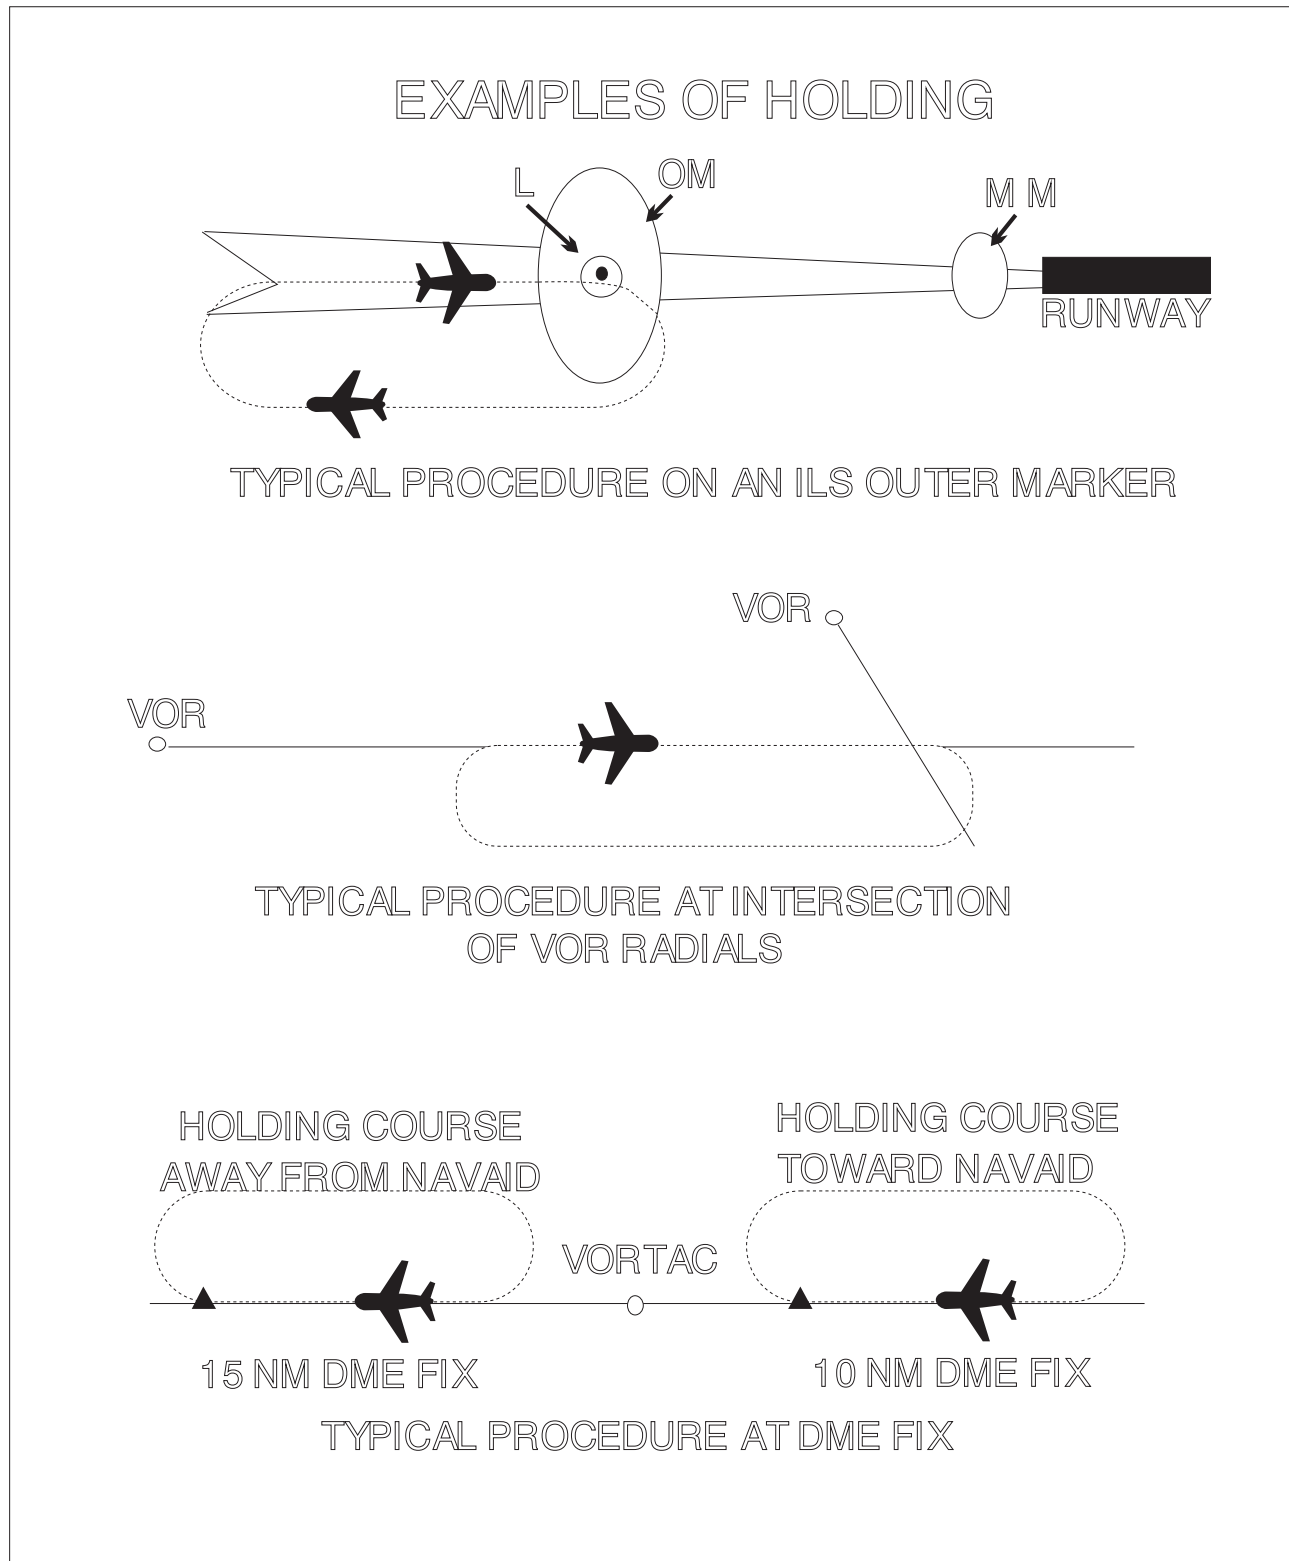 EXAMPLES OF HOLDING
L
OM
M M
RUNWAY
TYPICAL PROCEDURE ON AN ILS OUTER MARKER
VOR
VOR
TYPICAL PROCEDURE AT INTERSECTION
OF VOR RADIALS
HOLDING COURSE
AWAY FROM NAVAID
HOLDING COURSE
TOWARD NAVAID
VORTAC
15 NM DME FIX
10 NM DME FIX
TYPICAL PROCEDURE AT DME FIX